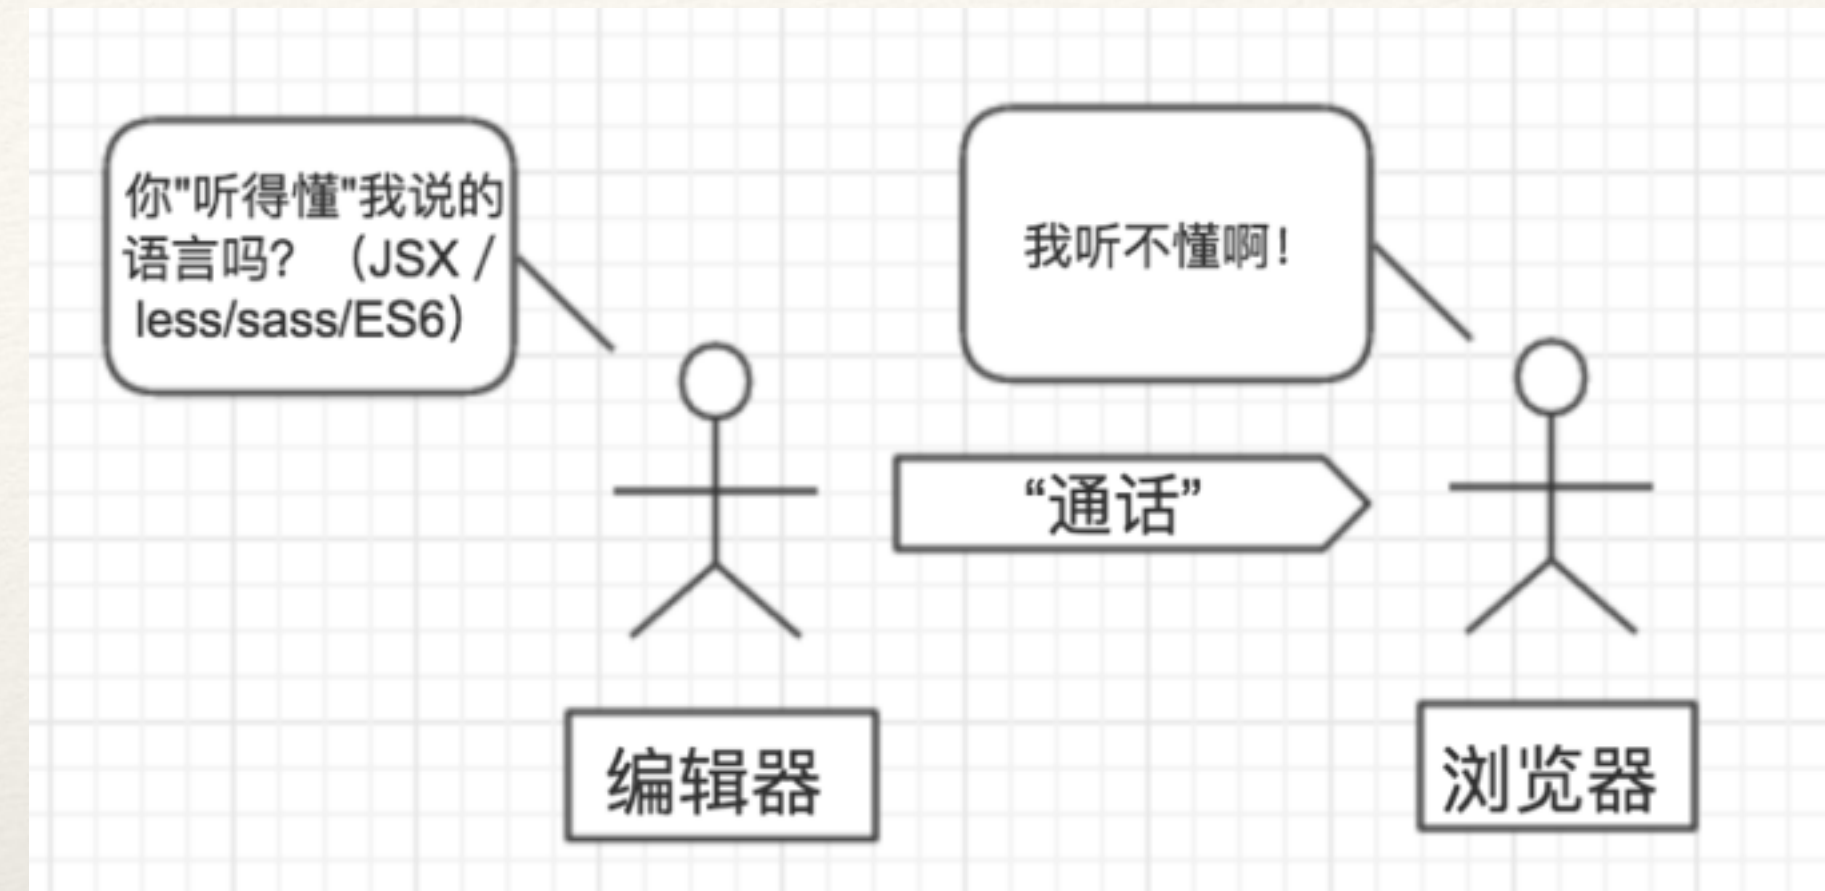 你"听得懂"我说的
语言吗？（JSX /
less/sass/ES6）
我听不懂啊！
“通话”
编辑器
浏览器